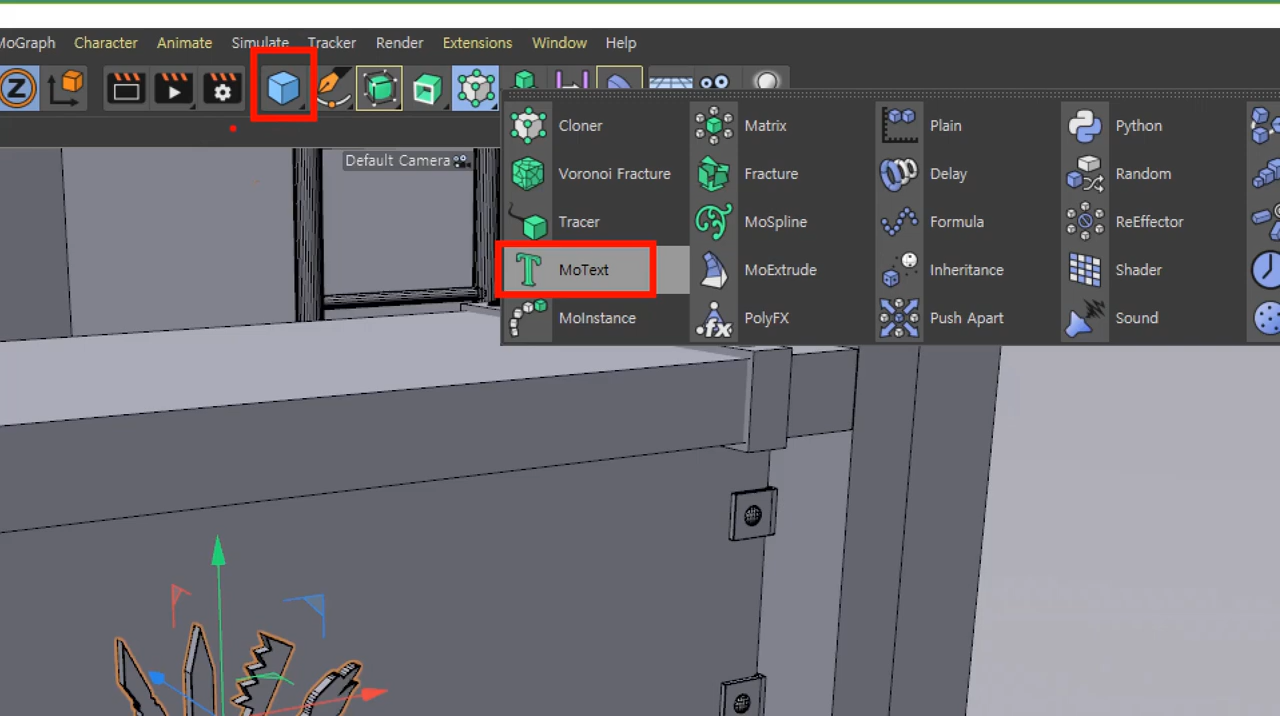 MoGraph Character Animate Simulate Tracker Render Extensions Window Help
Z
Default Camera
Cloner Matrix Plain Python
Voronoi Fracture Fracture Delay Random
Tracer MoSpline Formula ReEffector
MoText MoExtrude Inheritance Shader
MoInstance PolyFX Push Apart Sound